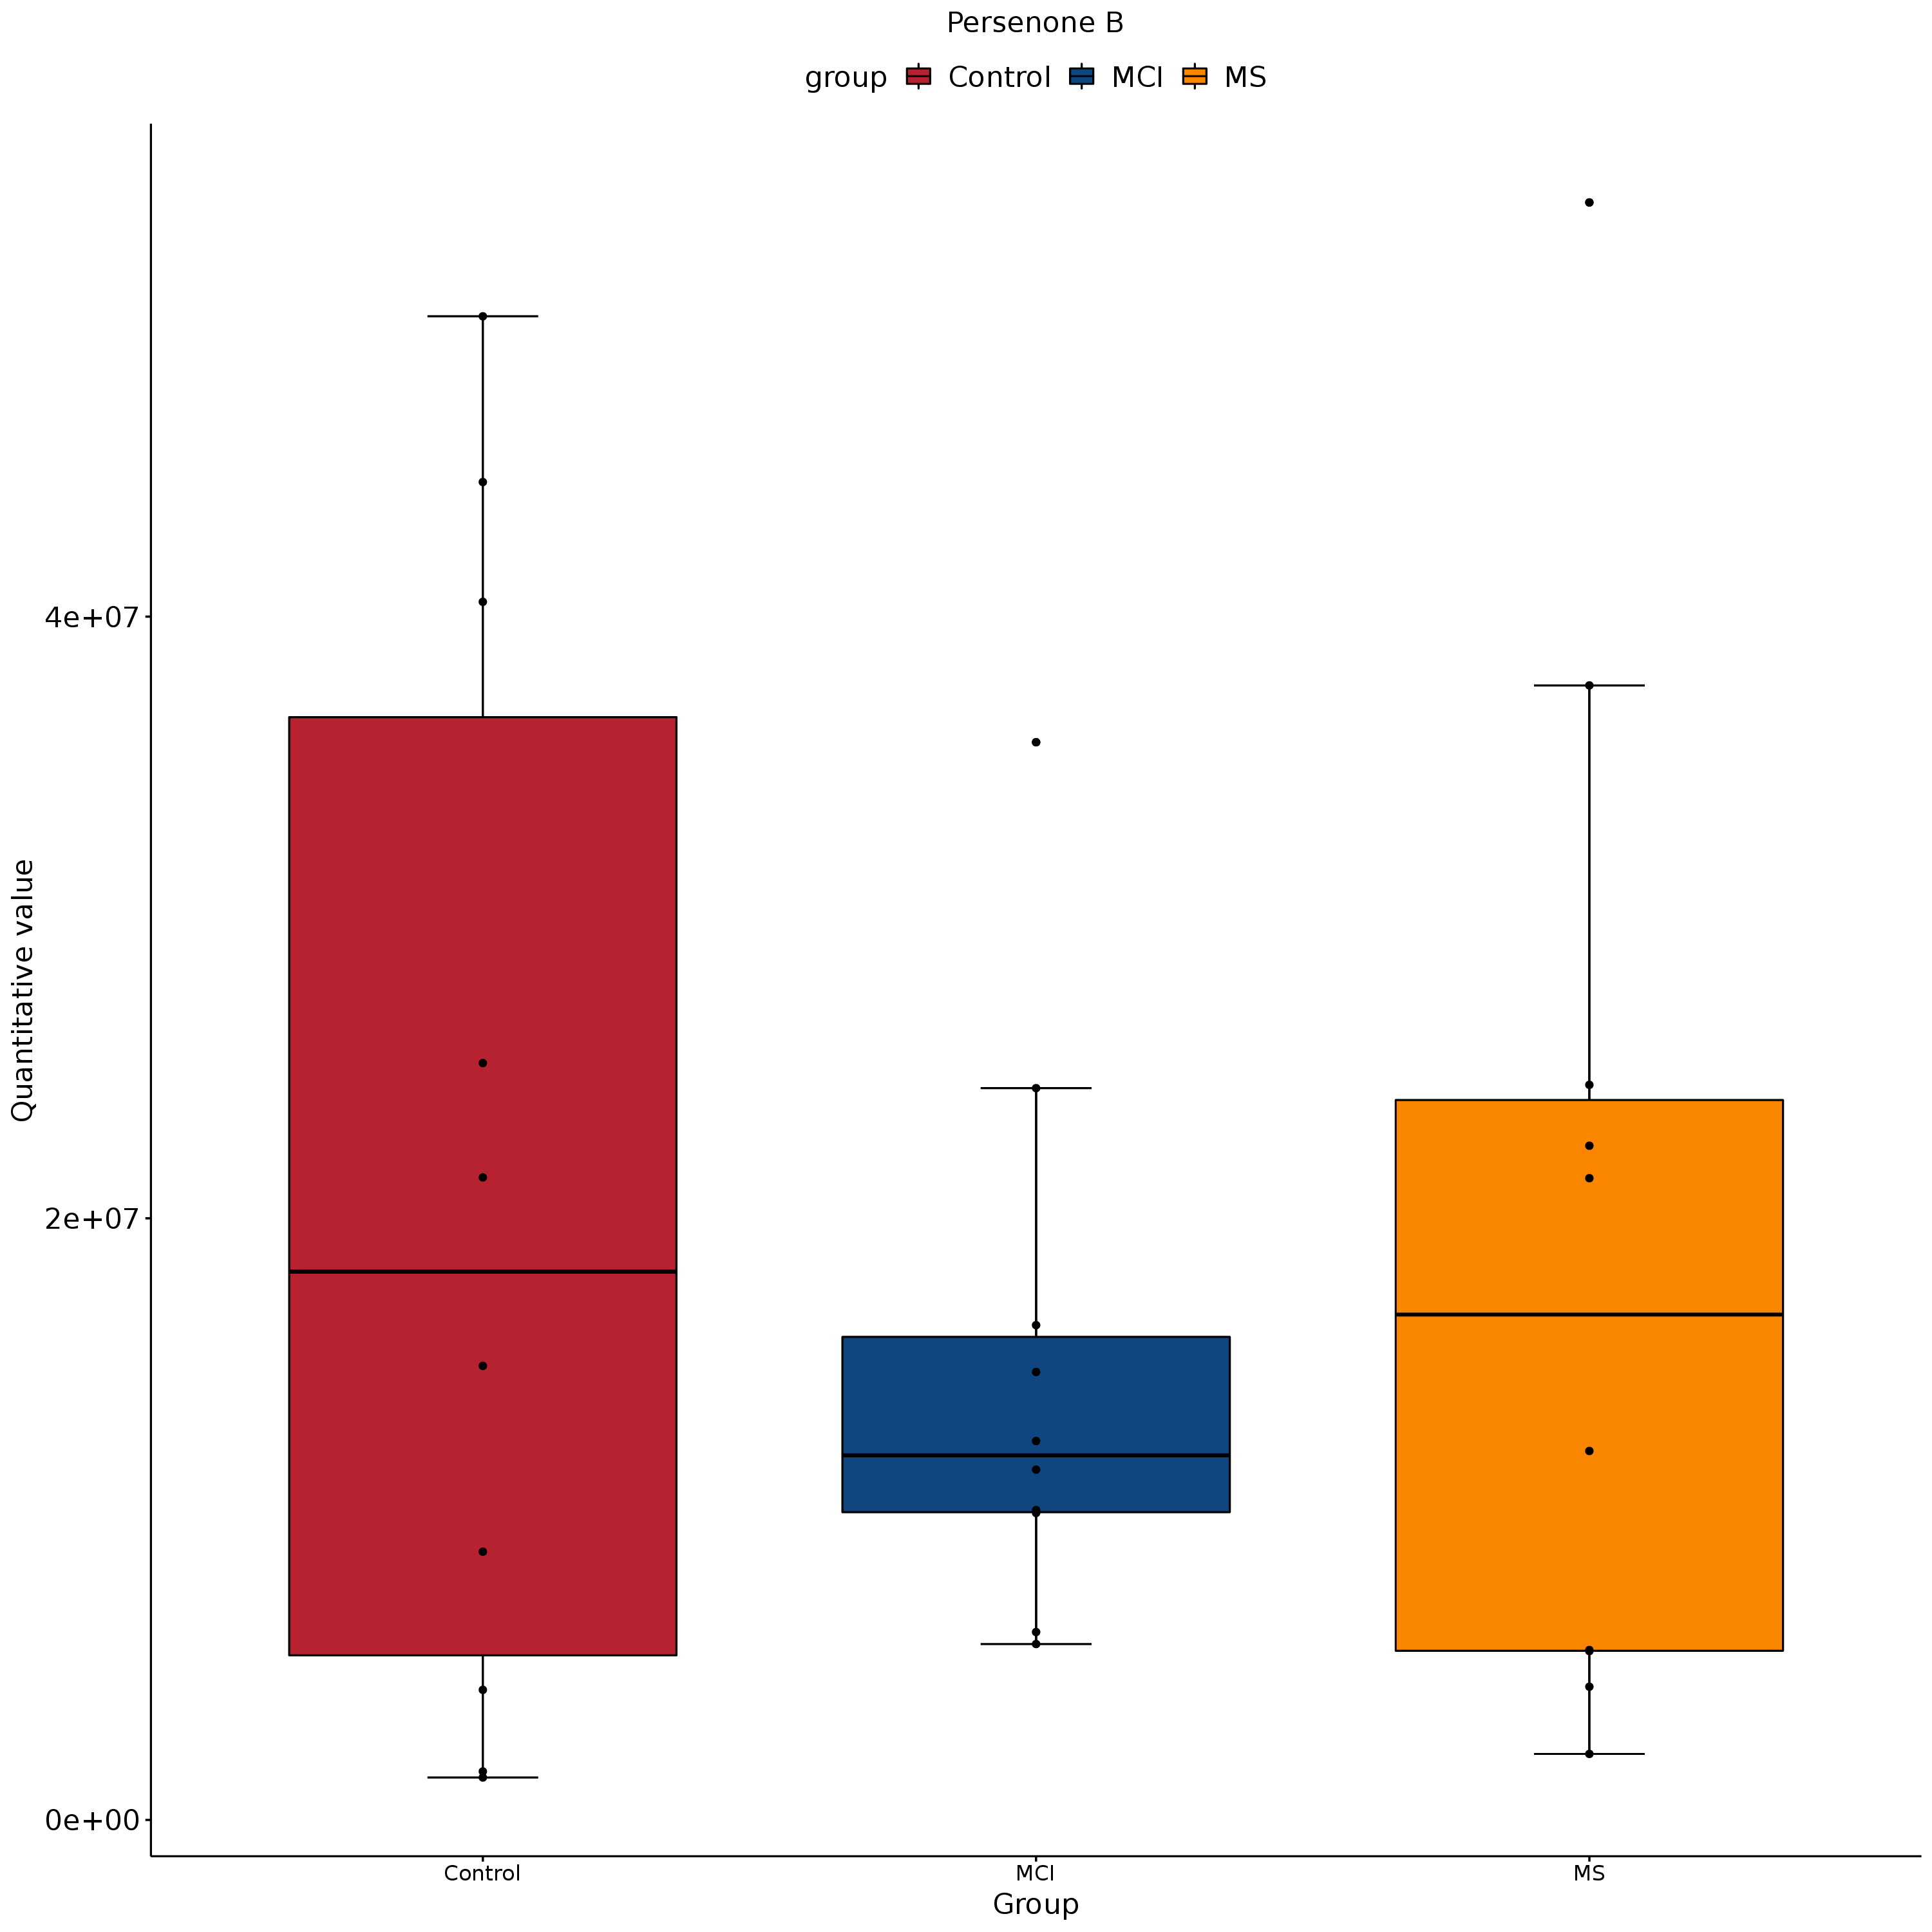 Persenone B
group Control MCI MS
Quantitative value
4e+07
2e+07
0e+00
Control MCI MS
Group